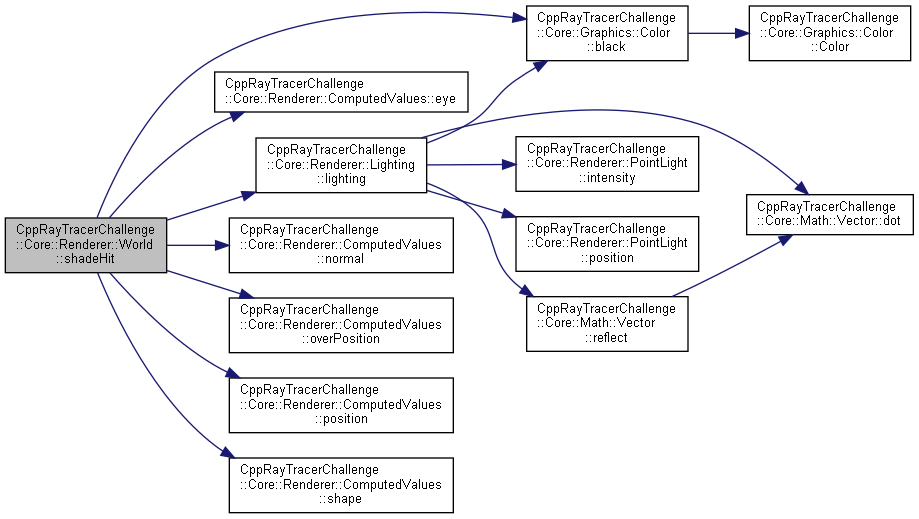 CppRayTracerChallenge
::Core::Renderer::World
::shadeHit
CppRayTracerChallenge
::Core::Graphics::Color
::black
CppRayTracerChallenge
::Core::Graphics::Color
::Color
CppRayTracerChallenge
::Core::Renderer::ComputedValues::eye
CppRayTracerChallenge
::Core::Renderer::Lighting
::lighting
CppRayTracerChallenge
::Core::Renderer::PointLight
::intensity
CppRayTracerChallenge
::Core::Math::Vector::dot
CppRayTracerChallenge
::Core::Renderer::ComputedValues
::normal
CppRayTracerChallenge
::Core::Renderer::PointLight
::position
CppRayTracerChallenge
::Core::Renderer::ComputedValues
::overPosition
CppRayTracerChallenge
::Core::Math::Vector
::reflect
CppRayTracerChallenge
::Core::Renderer::ComputedValues
::position
CppRayTracerChallenge
::Core::Renderer::ComputedValues
::shape